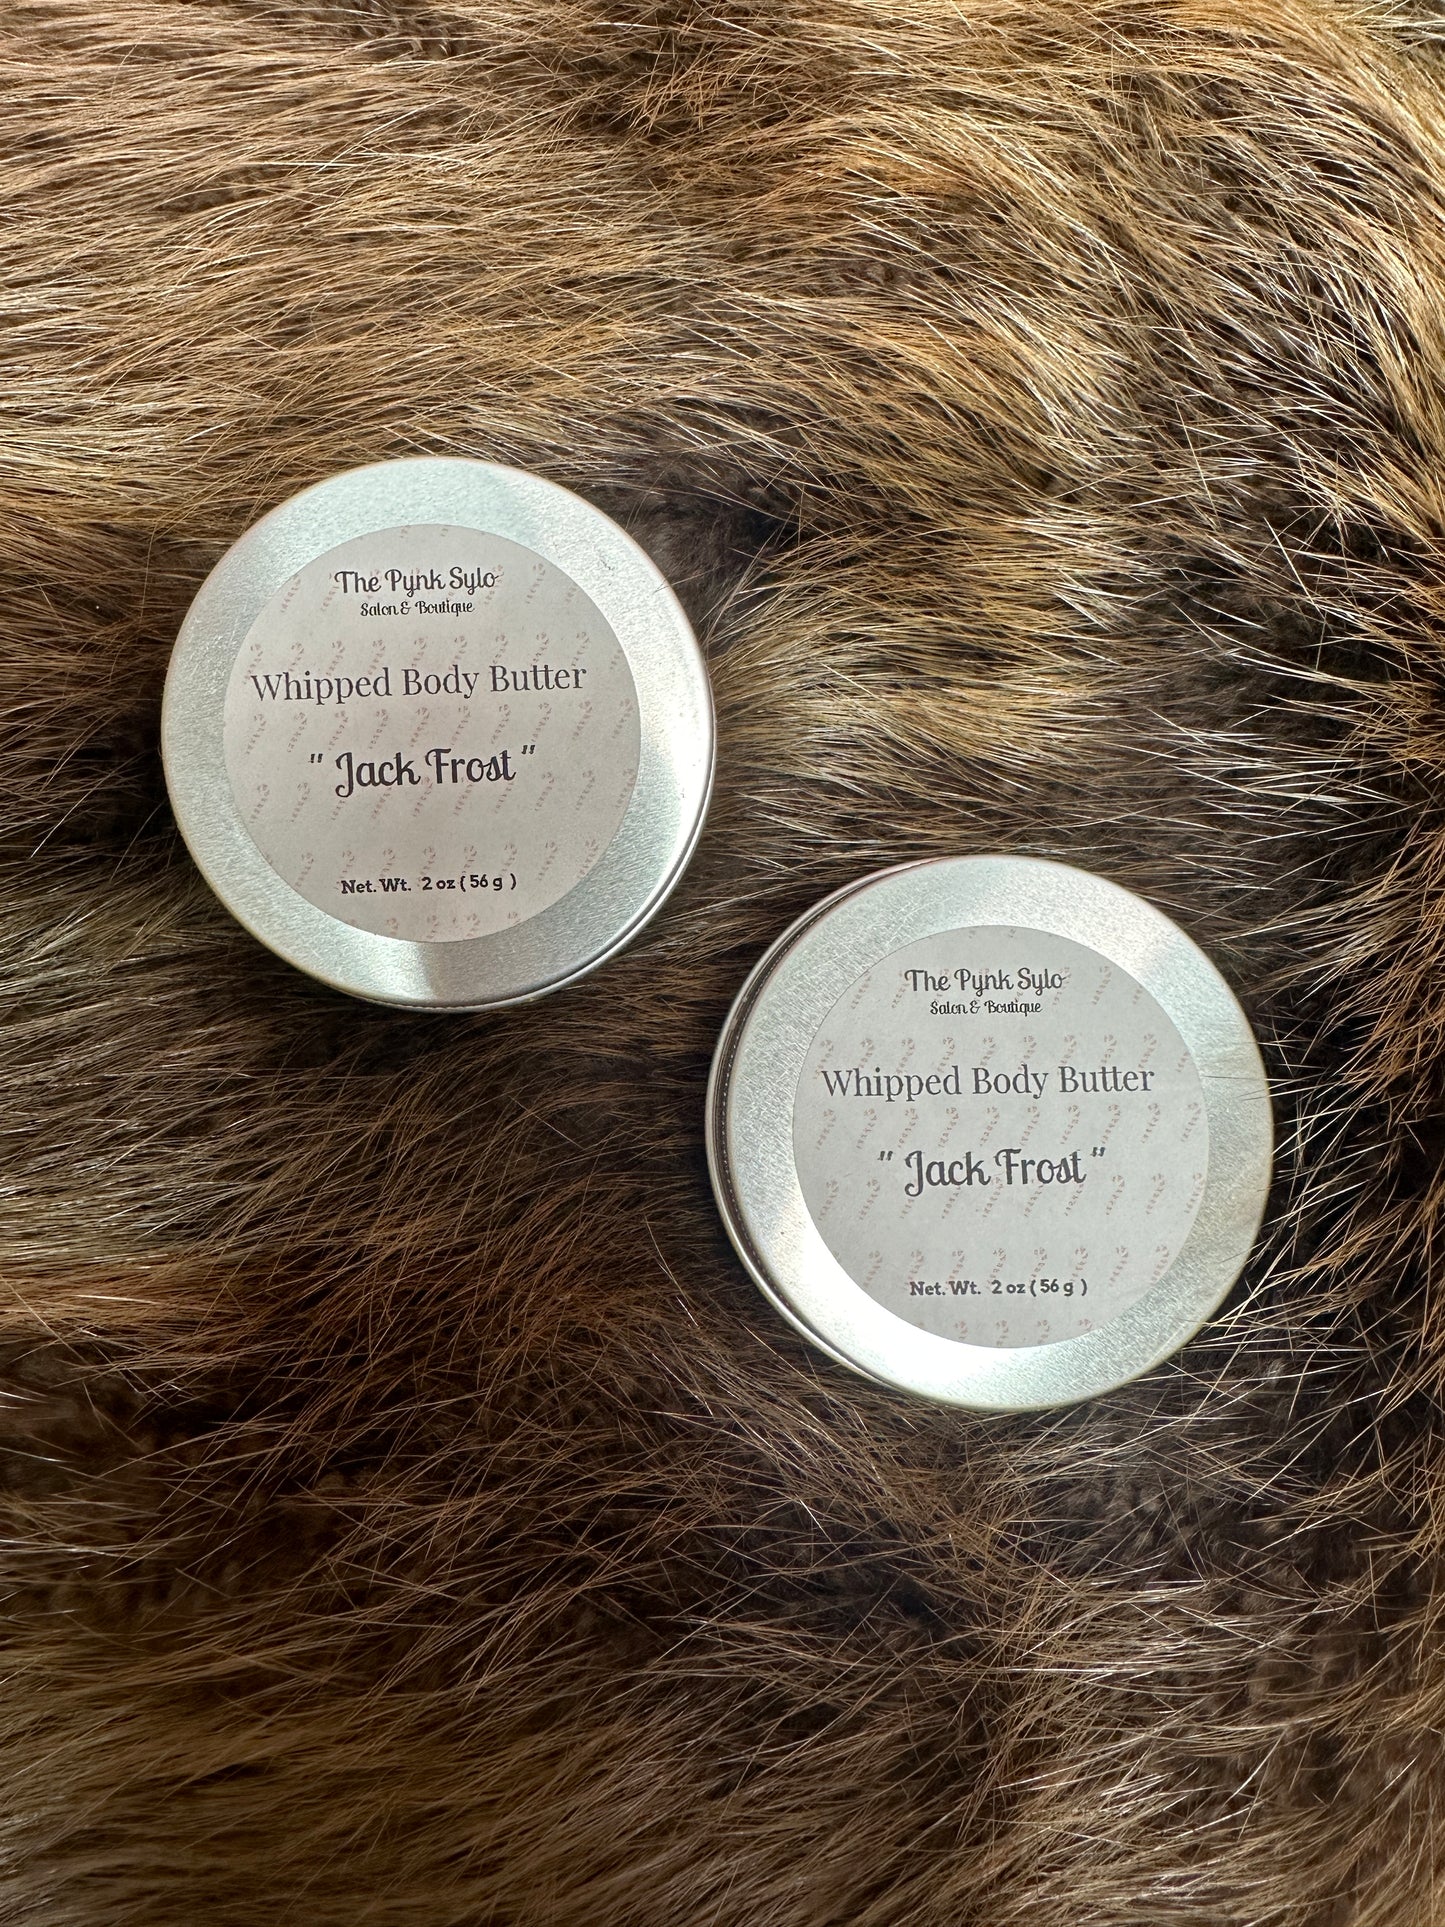 The Pynk Sylo
Salon & Boutique
Whipped Body Butter
" Jack Frost "
Net. Wt. 2 oz ( 56 g )
The Pynk Sylo
Salon & Boutique
Whipped Body Butter
" Jack Frost "
Net. Wt. 2 oz ( 56 g )